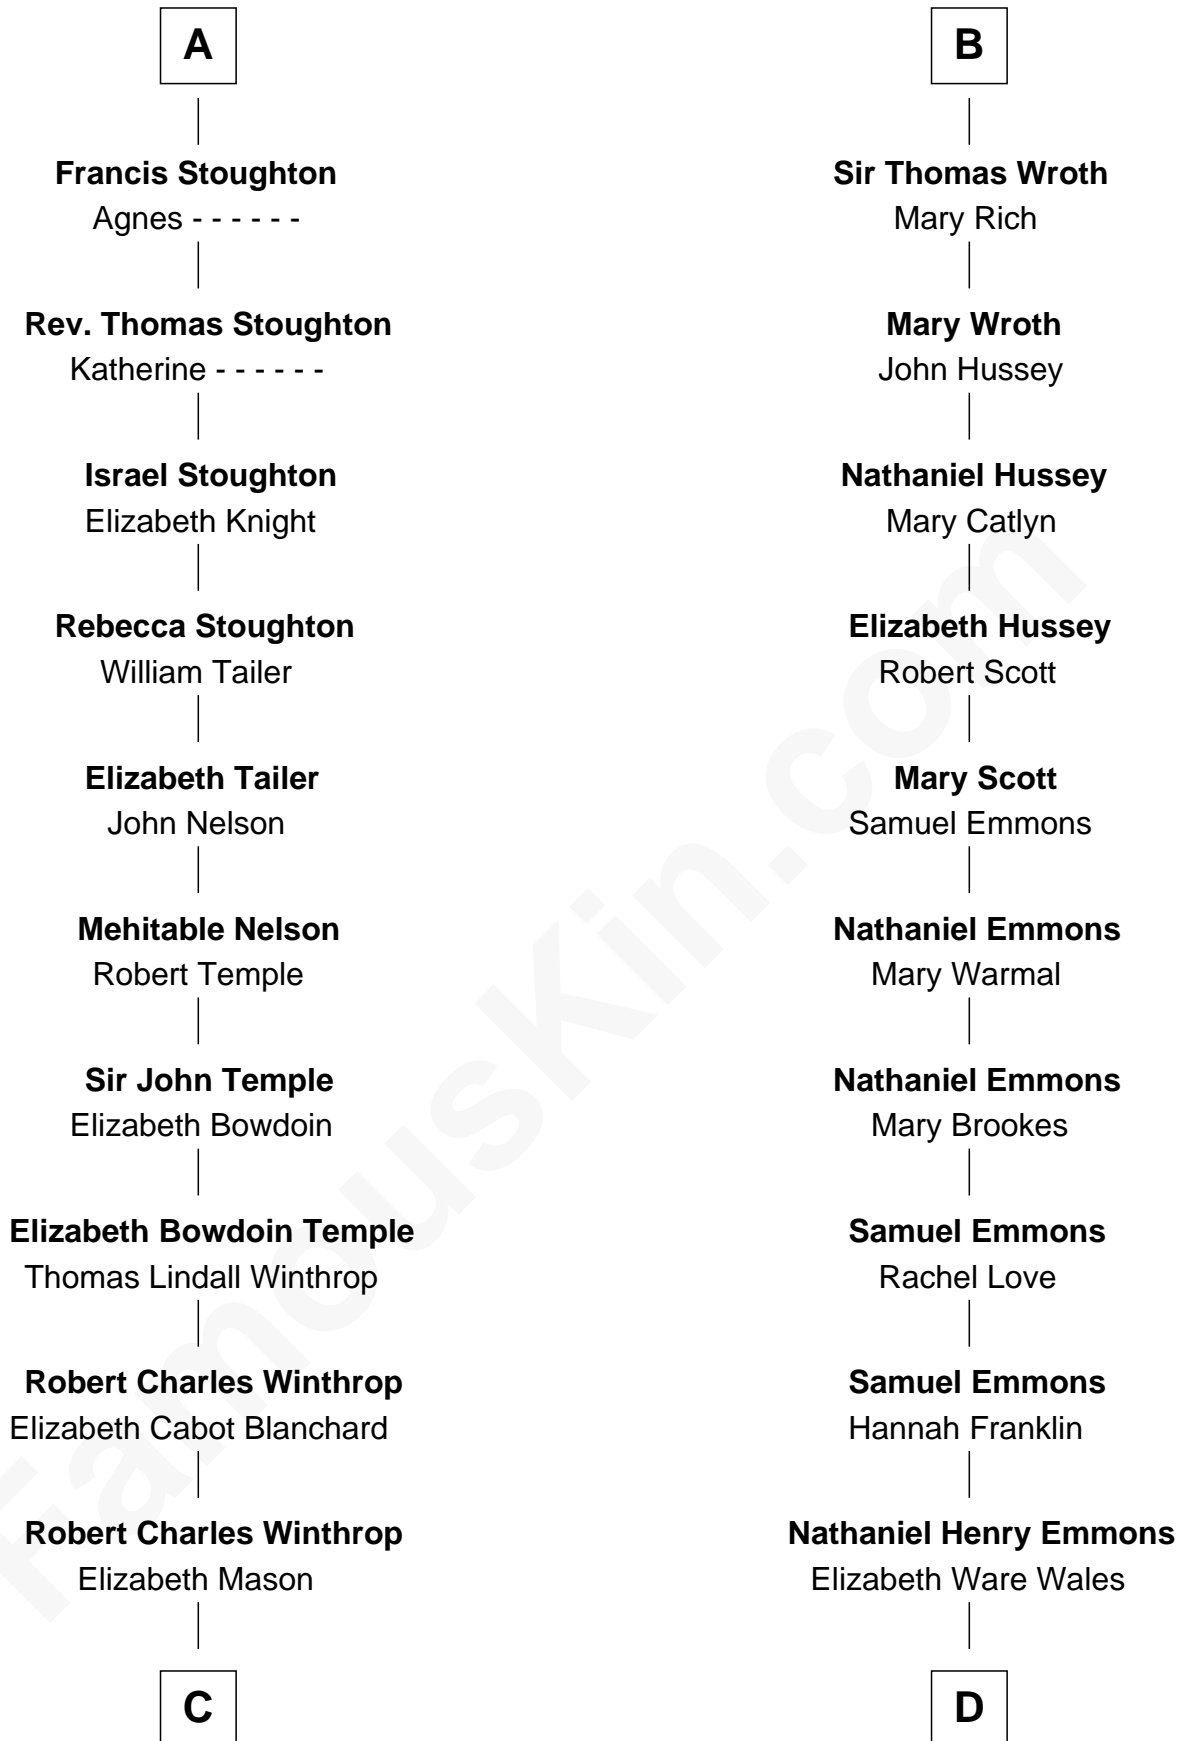 A
Francis Stoughton
Agnes - - - - - -
Rev. Thomas Stoughton
Katherine - - - - - -
Israel Stoughton
Elizabeth Knight
Rebecca Stoughton
William Tailer
Elizabeth Tailer
John Nelson
Mehitable Nelson
Robert Temple
Sir John Temple
Elizabeth Bowdoin
Elizabeth Bowdoin Temple
Thomas Lindall Winthrop
Robert Charles Winthrop
Elizabeth Cabot Blanchard
Robert Charles Winthrop
Elizabeth Mason
C
B
Sir Thomas Wroth
Mary Rich
Mary Wroth
John Hussey
Nathaniel Hussey
Mary Catlyn
Elizabeth Hussey
Robert Scott
Mary Scott
Samuel Emmons
Nathaniel Emmons
Mary Warmal
Nathaniel Emmons
Mary Brookes
Samuel Emmons
Rachel Love
Samuel Emmons
Hannah Franklin
Nathaniel Henry Emmons
Elizabeth Ware Wales
D
FamousKin.com